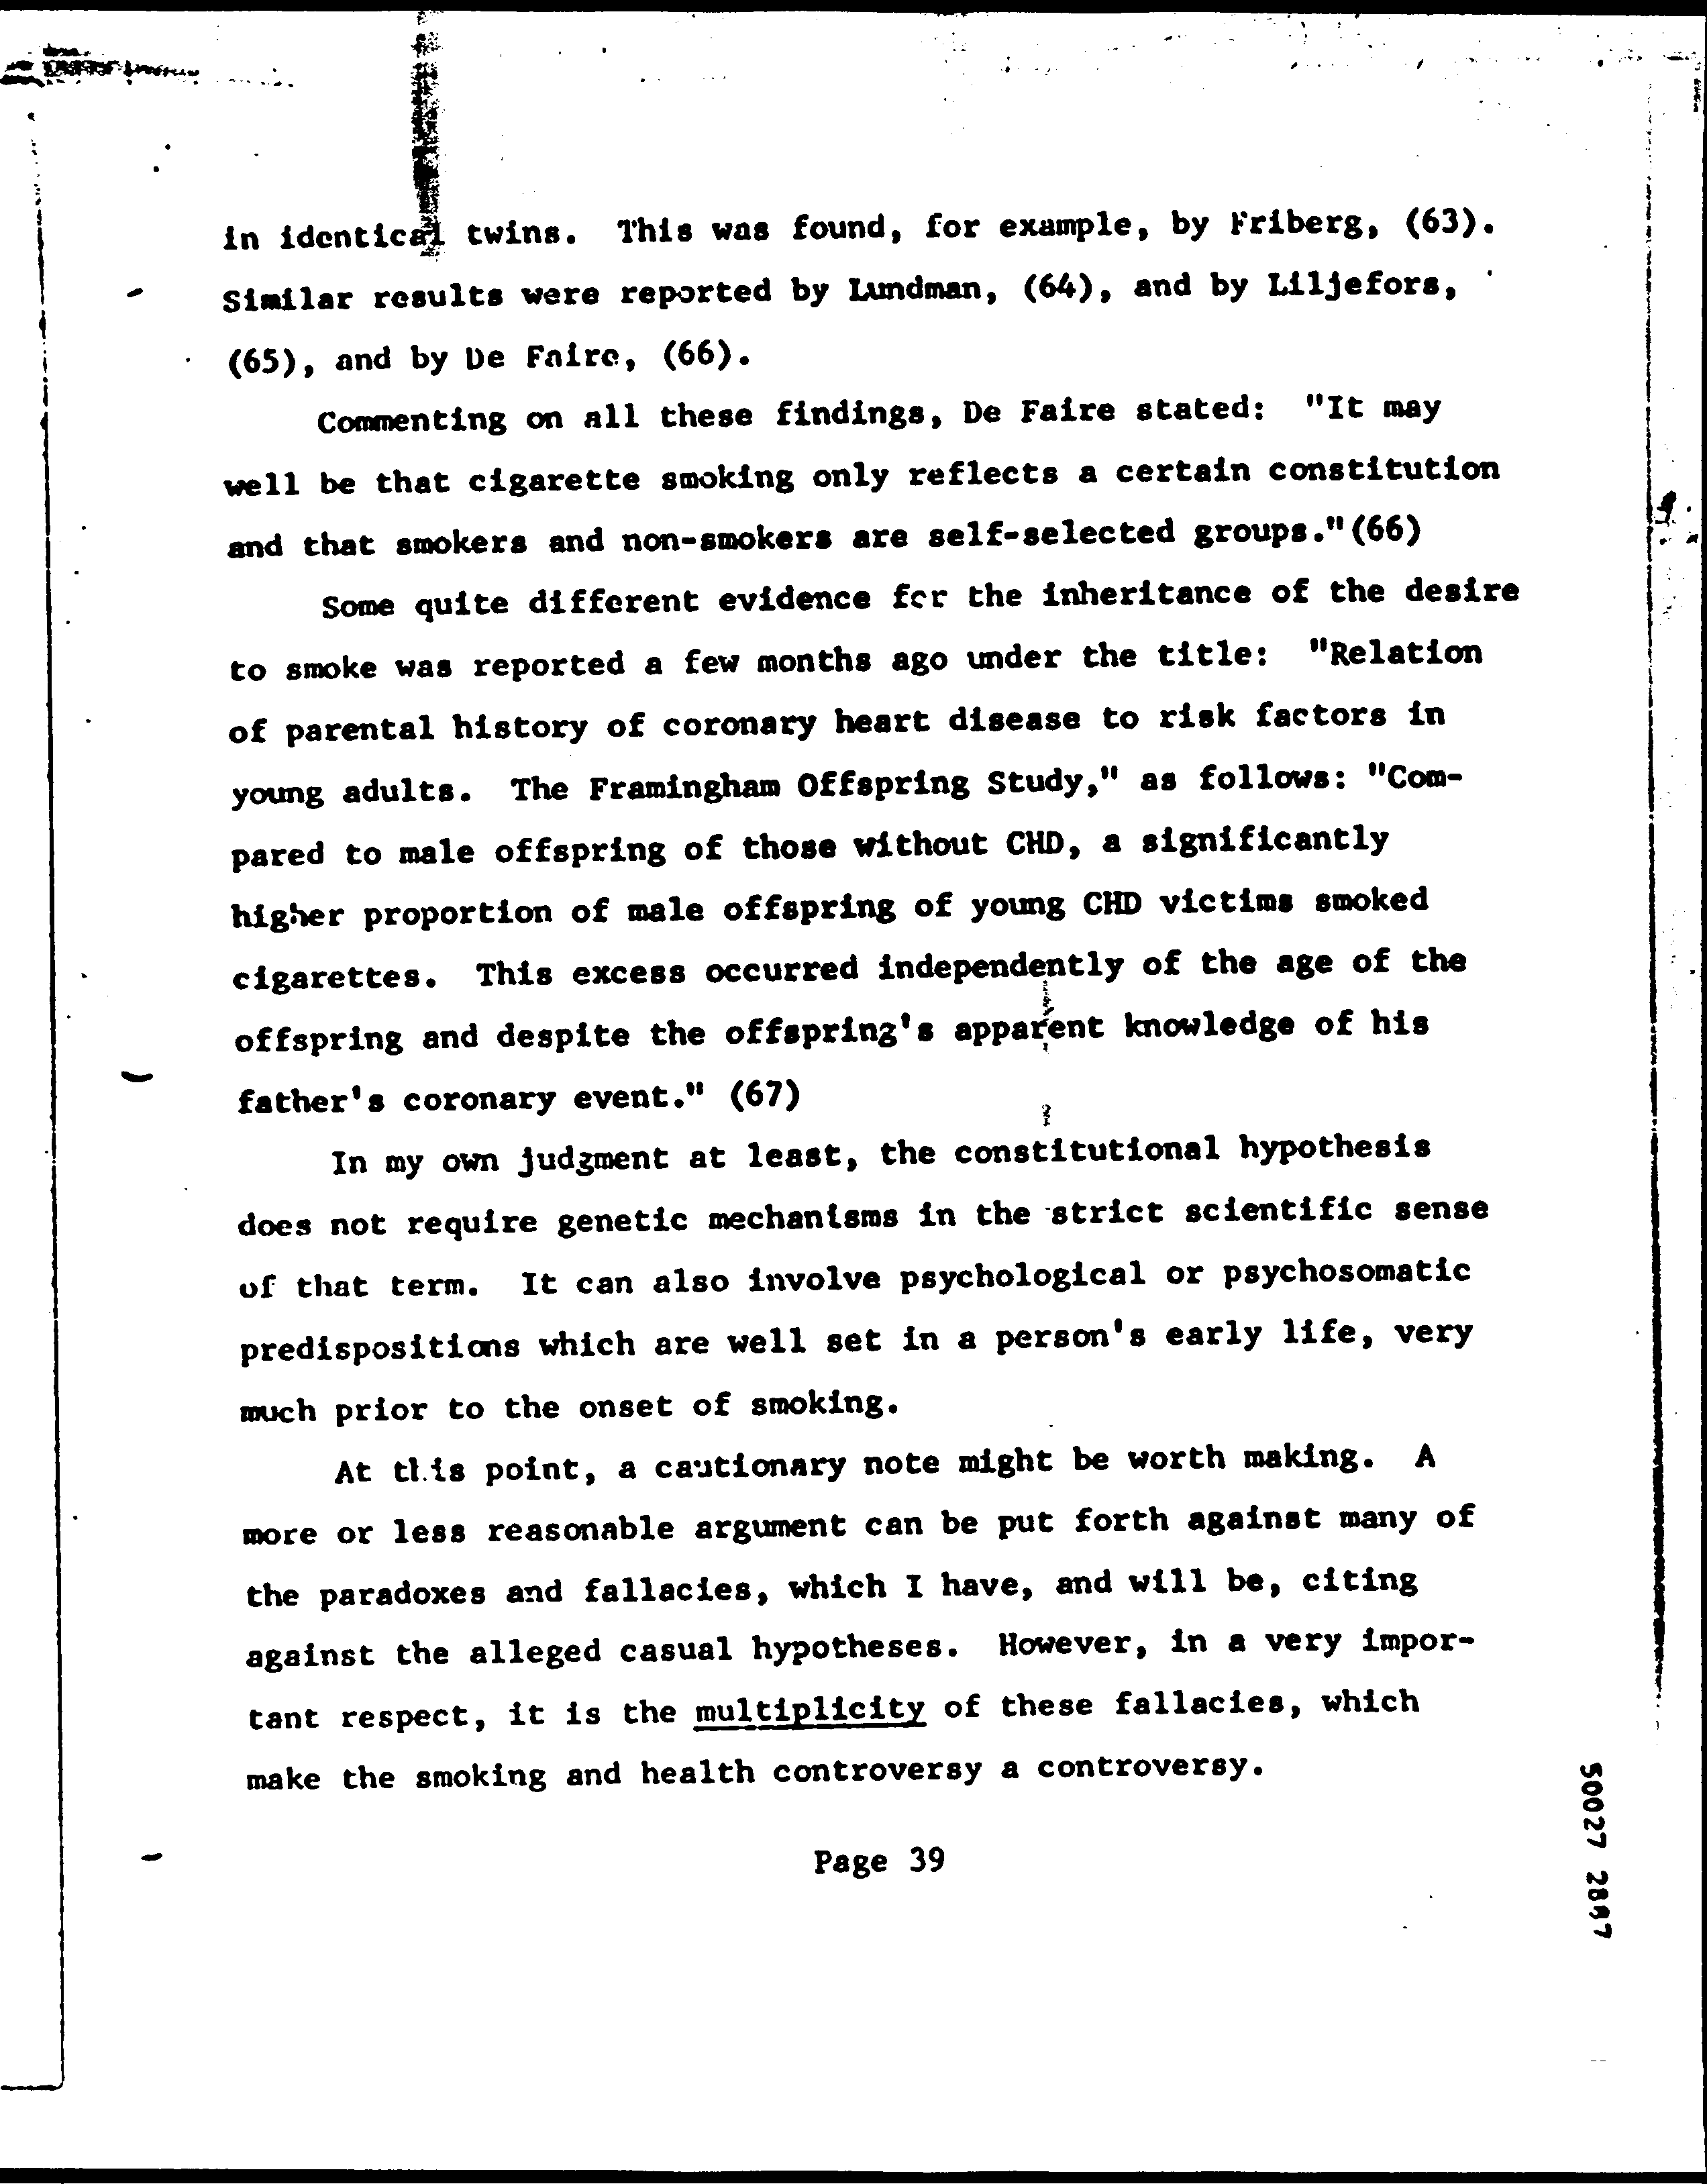 in identical twins. This was found, for example, by Friberg, (63).
Similar results were reported by Lundman, (64), and by Liljefors,
(65), and by De Faire, (66).
Commenting on all these findings, De Faire stated: "It may
well be that cigarette smoking only reflects a certain constitution
and that smokers and non-smokers are self-selected groups."(66)
Some quite different evidence for the inheritance of the desire
to smoke was reported a few months ago under the title: "Relation
of parental history of coronary heart disease to risk factors in
young adults. The Framingham Offspring Study," as follows: "Com-
pared to male offspring of those without CHD, a significantly
higher proportion of male offspring of young CHD victims smoked
cigarettes. This excess occurred independently of the age of the
offspring and despite the offspring's apparent knowledge of his
father's coronary event." (67)
In my own judgment at least, the constitutional hypothesis
does not require genetic mechanisms in the strict scientific sense
of that term. It can also involve psychological or psychosomatic
predispositions which are well set in a person's early life, very
much prior to the onset of smoking.
At this point, a cautionary note might be worth making. A
more or less reasonable argument can be put forth against many of
the paradoxes and fallacies, which I have, and will be, citing
against the alleged casual hypotheses. However, in a very impor-
tant respect, it is the multiplicity of these fallacies, which
make the smoking and health controversy a controversy.
Page 39
50027